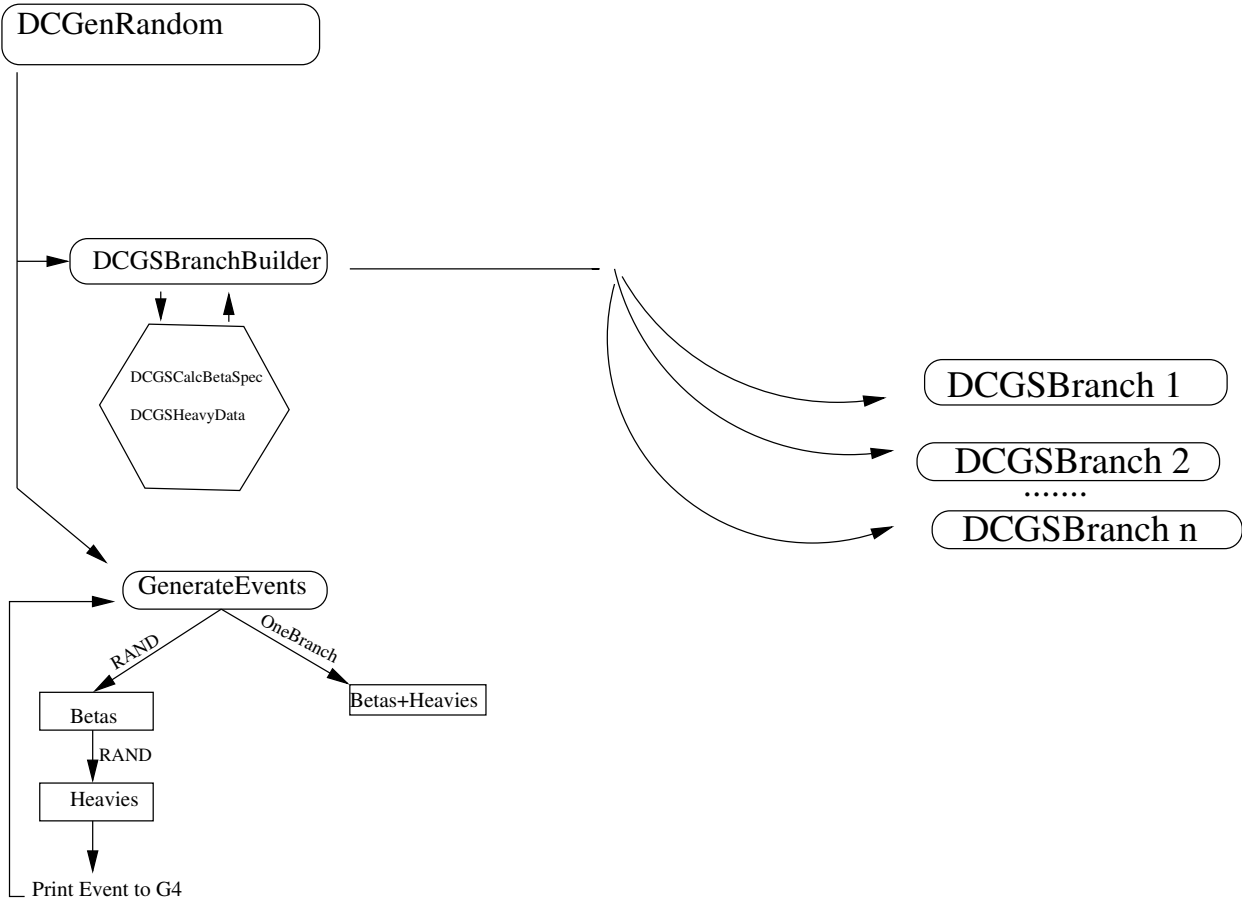 DCGenRandom
DCGSBranchBuilder
DCGSCalcBetaSpec
DCGSHeavyData
DCGSBranch 1
DCGSBranch 2
.......
DCGSBranch n
GenerateEvents
RAND
OneBranch
Betas
Betas+Heavies
RAND
Heavies
Print Event to G4